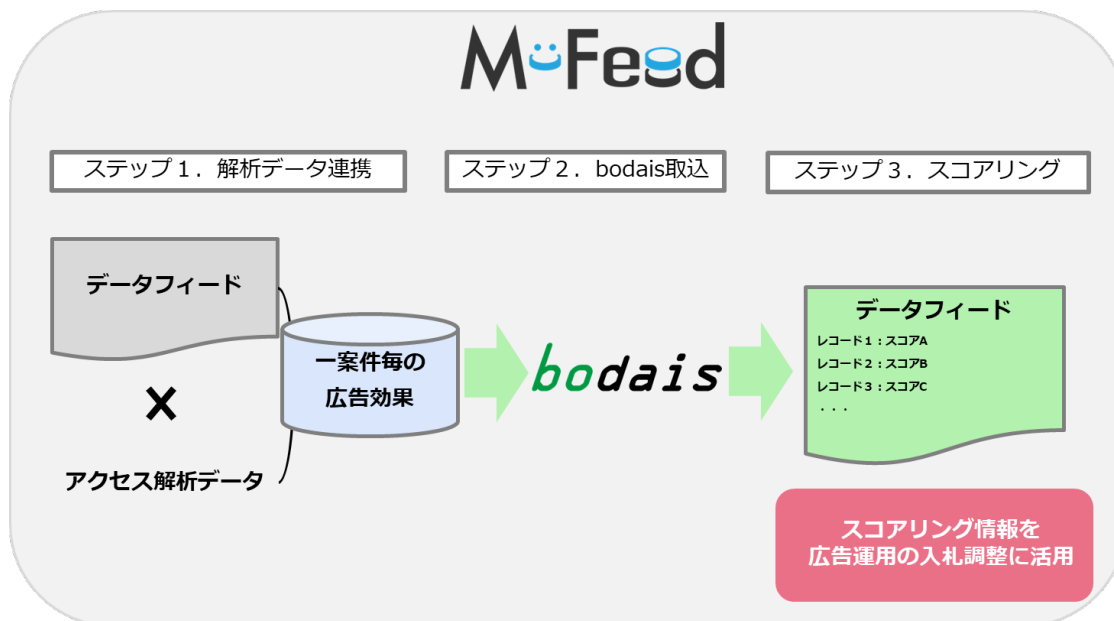 M Feed
ステップ１．解析データ連携
ステップ２．bodais取込
ステップ３．スコアリング
データフィード
×
アクセス解析データ
一案件毎の
広告効果
bodais
データフィード
レコード１：スコアA
レコード２：スコアB
レコード３：スコアC
・・・
スコアリング情報を
広告運用の入札調整に活用